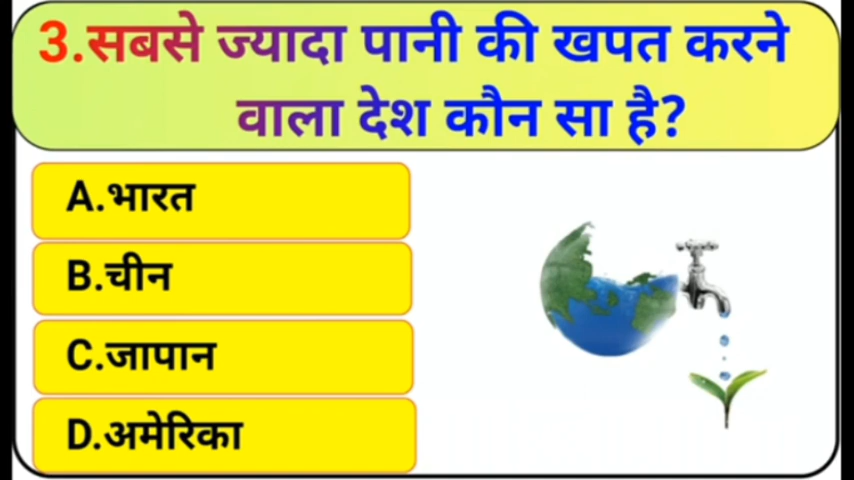 3.सबसे ज्यादा पानी की खपत करने
वाला देश कौन सा है?
A.भारत
B.चीन
C.जापान
D.अमेरिका